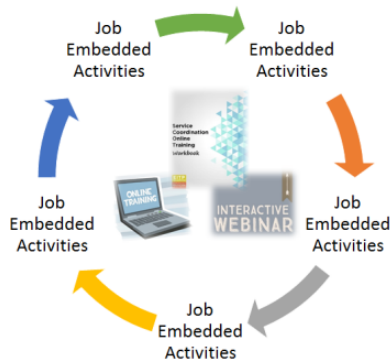 Job
Embedded
Activities
Job
Embedded
Activities
Service
Coordination
Online
Training
Workbook
ONLINE
TRAINING
INTERACTIVE
WEBINAR
Job
Embedded
Activities
Job
Embedded
Activities
Job
Embedded
Activities